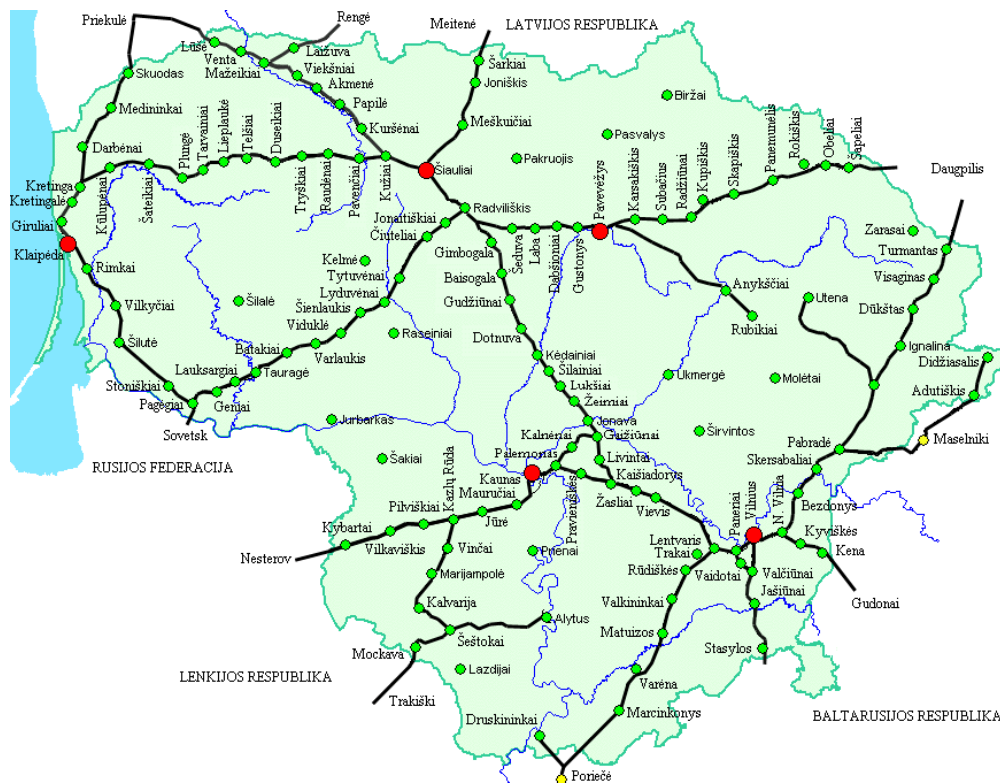 Priekulė
Rengė
Meitenė
LATVIJOS RESPUBLIKA
Lūšė
Venta
Mažeikiai
Laižuva
Viekšniai
Akmenė
Papilė
Kuršėnai
Skuodas
Medininkai
Darbėnai
Šarkiai
Joniškis
Meškuičiai
Biržai
Pasvalys
Pakruojis
Kretinga
Kretingalė
Giruliai
Klaipėda
Kūlupėnai
Šateikiai
Plungė
Tarvainiai
Lieplaukė
Telšiai
Duseikiai
Tryškiai
Raudėnai
Pavenčiai
Kužiai
Šiauliai
Radviliškis
Šeduva
Laba
Dabšioniai
Gustonys
Panevėžys
Karsakiškis
Subačius
Radžiūnai
Kupiškis
Skapiškis
Panemunėlis
Rokiškis
Obeliai
Šapeliai
Daugpilis
Jonaitiškiai
Čiuteliai
Gimbogala
Kelmė
Tytuvėnai
Baisogala
Lyduvėnai
Gudžiūnai
Šienlaukis
Viduklė
Raseiniai
Dotnuva
Varlaukis
Batakiai
Tauragė
Lauksargiai
Geniai
Rimkai
Vilkyčiai
Šilalė
Šilutė
Stoniškiai
Pagėgiai
Sovetsk
RUSIJOS FEDERACIJA
Jurbarkas
Šakiai
Kėdainiai
Šilainiai
Lukšiai
Žeimiai
Jonava
Gaižiūnai
Livintai
Kaišiadorys
Kalnėnai
Palemonas
Kaunas
Pravieniškės
Žasliai
Vievis
Anykščiai
Rubikiai
Utena
Zarasai
Turmantas
Visaginas
Dūkštas
Ignalina
Didžiasalis
Adutiškis
Maselniki
Ukmergė
Molėtai
Širvintos
Pabradė
Skersabaliai
Bezdonys
N. Vilnia
Vilnius
Paneriai
Kyviškės
Kena
Gudonai
Lentvaris
Trakai
Vaidotai
Valčiūnai
Jašiūnai
Stasylos
Rūdiškės
Valkininkai
Matuizos
Varėna
Marcinkonys
Druskininkai
Poriečė
Kazlų Rūda
Mauručiai
Jūrė
Pilviškiai
Vilkaviškis
Kybartai
Nesterov
Vinčai
Marijampolė
Kalvarija
Šeštokai
Mockava
Trakiški
Alytus
Prienai
Lazdijai
LENKIJOS RESPUBLIKA
BALTARUSIJOS RESPUBLIKA